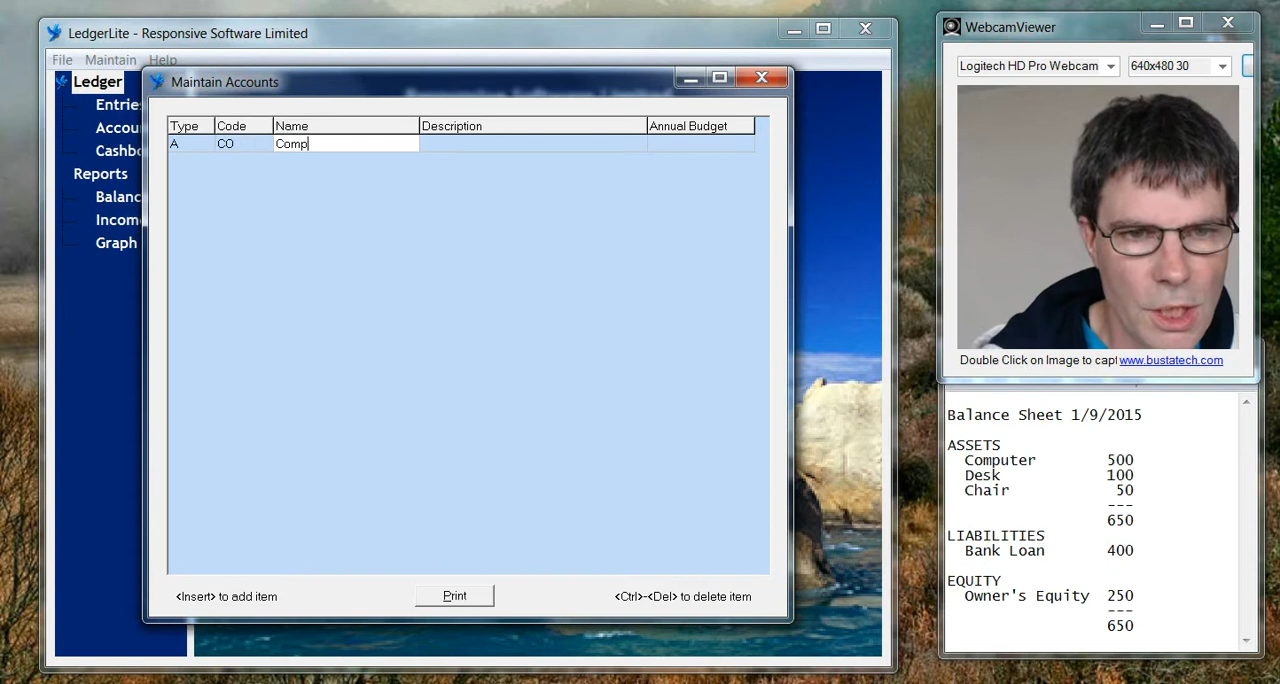 LedgerLite - Responsive Software Limited
File Maintain Help
Ledger
Entries
Accou
Cashbo
Reports
Balanc
Incom
Graph
Maintain Accounts
Type Code Name Description Annual Budget
A CO Comp
<Insert> to add item
Print
<Ctrl>-<Del> to delete item
WebcamViewer
Logitech HD Pro Webcam
640x480 30
Double Click on Image to capt www.bustatech.com
Balance Sheet 1/9/2015
ASSETS
Computer 500
Desk 100
Chair 50
---
650
LIABILITIES
Bank Loan 400
EQUITY
Owner's Equity 250
---
650